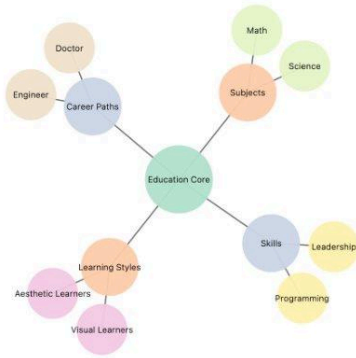 Math
Doctor
Science
Engineer
Career Paths
Subjects
Education Core
Skills
Leadership
Learning Styles
Aesthetic Learners
Programming
Visual Learners